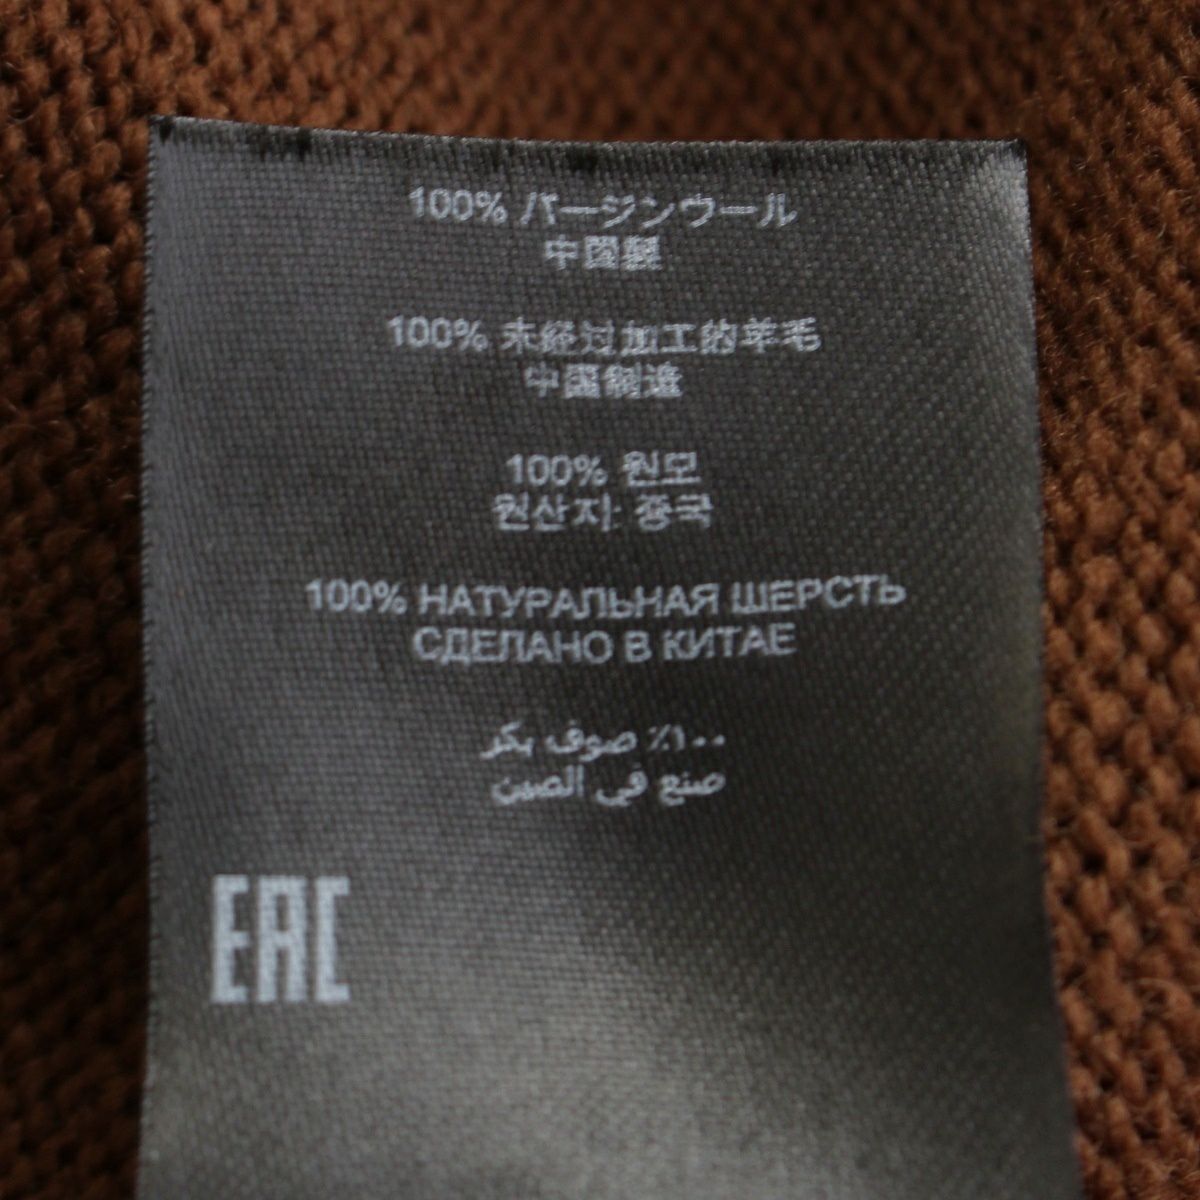 100% バージンウール
中国製
100% 未经过加工的羊毛
中国制造
100% 원모
원산지: 중국
100% НАТУРАЛЬНАЯ ШЕРСТЬ
СДЕЛАНО В КИТАЕ
١٠٠٪ صوف بكر
صنع في الصين
EAC